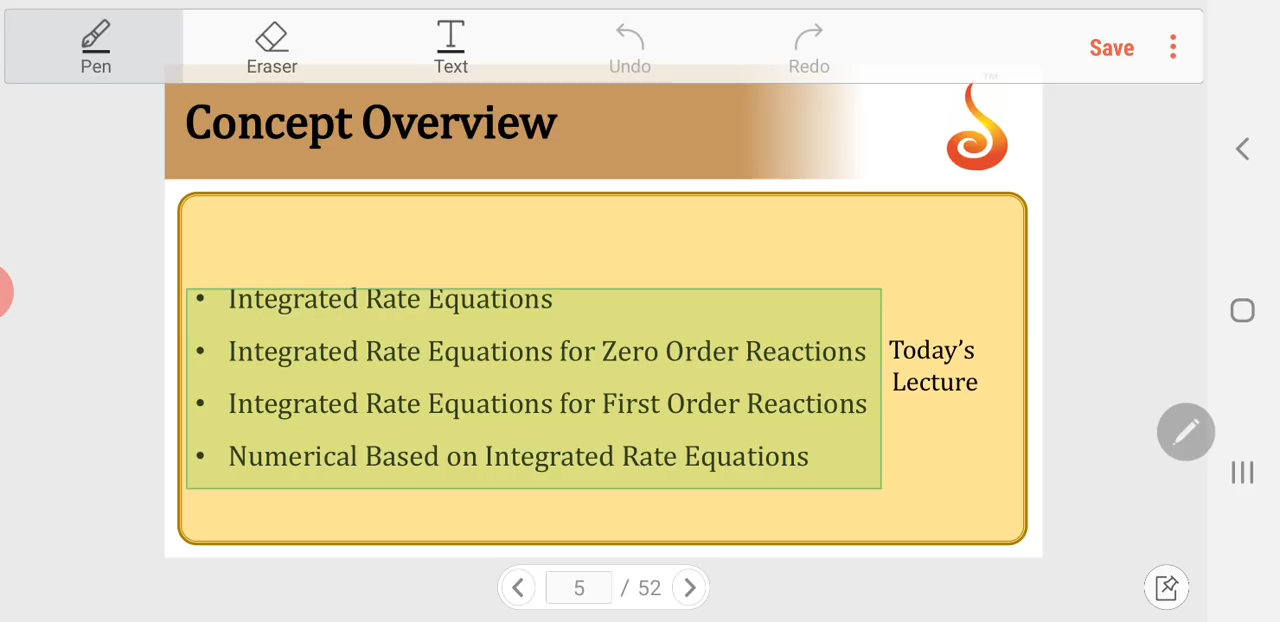 Pen
Eraser
Text
Undo
Redo
Save
TM
Concept Overview
• Integrated Rate Equations
• Integrated Rate Equations for Zero Order Reactions
• Integrated Rate Equations for First Order Reactions
• Numerical Based on Integrated Rate Equations
Today's
Lecture
5 / 52